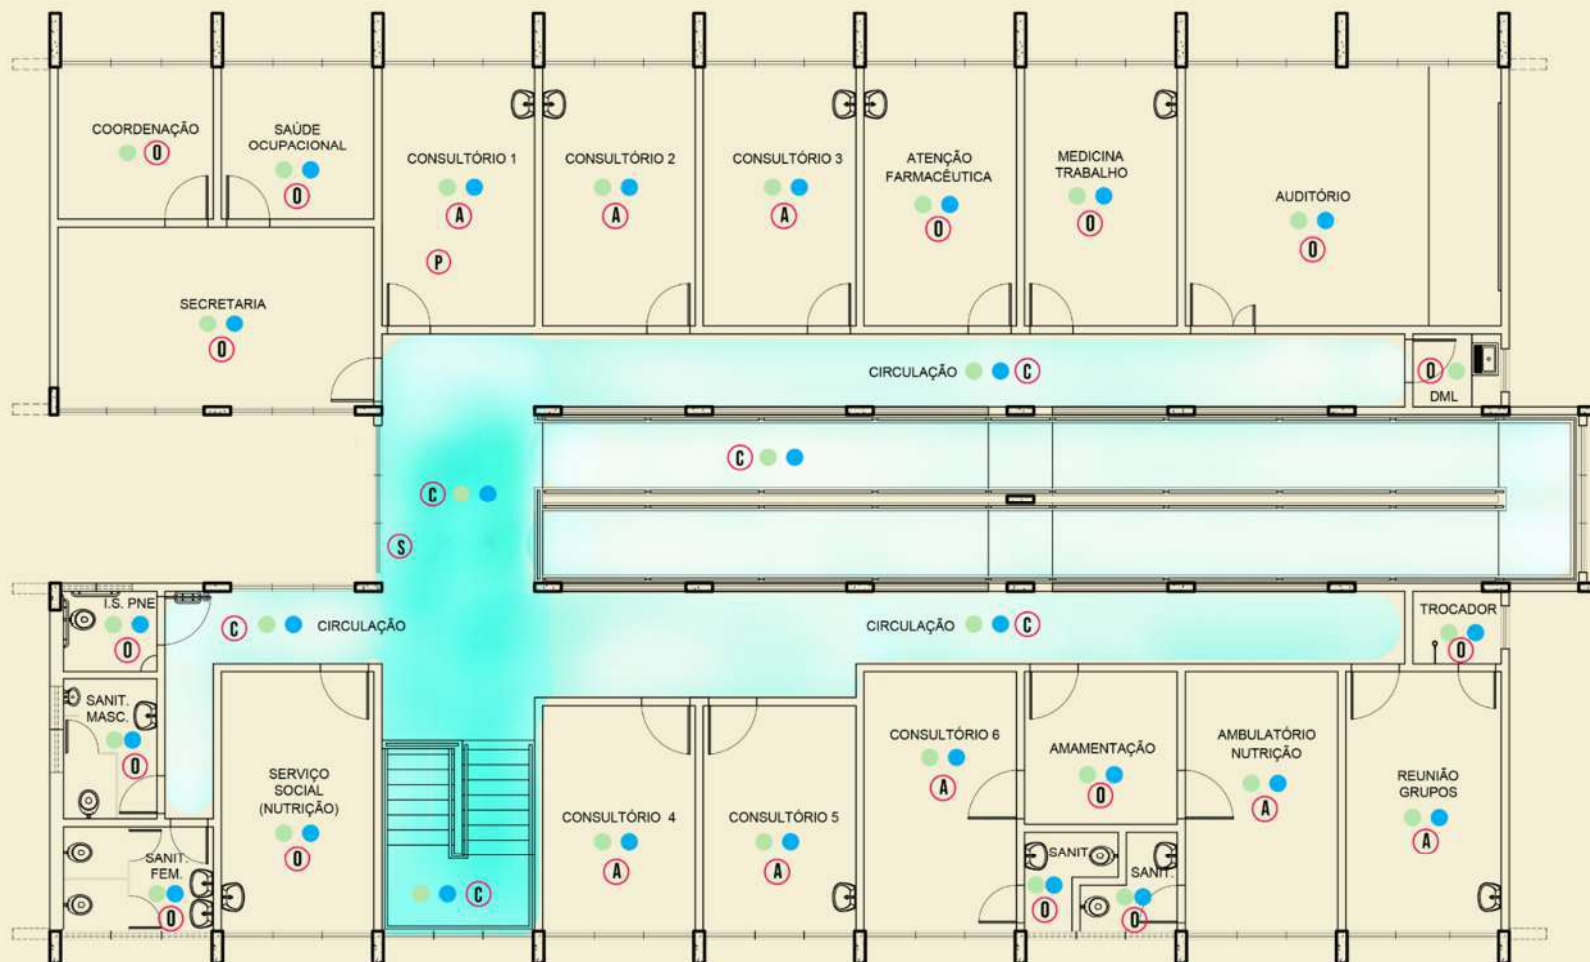 COORDENAÇÃO
O
SAÚDE
OCUPACIONAL
O
CONSULTÓRIO 1
A
P
CONSULTÓRIO 2
A
CONSULTÓRIO 3
A
ATENÇÃO
FARMACÊUTICA
O
MEDICINA
TRABALHO
O
AUDITÓRIO
O
SECRETARIA
O
CIRCULAÇÃO C
O
DML
C
C
S
I.S. PNE
O
C CIRCULAÇÃO
CIRCULAÇÃO C
TROCADOR
O
SANIT.
MASC.
O
SANIT.
FEM.
O
SERVIÇO
SOCIAL
(NUTRIÇÃO)
O
C
CONSULTÓRIO 4
A
CONSULTÓRIO 5
A
CONSULTÓRIO 6
A
AMAMENTAÇÃO
O
SANIT.
O
SANIT.
O
AMBULATÓRIO
NUTRIÇÃO
A
REUNIÃO
GRUPOS
A